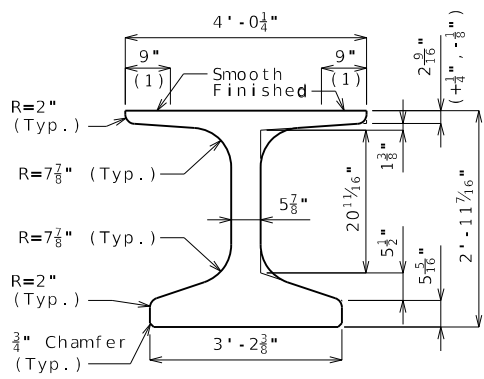 4'-0¼"
9"
9"
(1)
(1)
Smooth
Finished
2 9/16"
(+¼", -⅛")
R=2"
(Typ.)
1⅜"
R=7⅞" (Typ.)
5⅞"
20 11/16"
2'-11 7/16"
R=7⅞" (Typ.)
5½"
5 5/16"
R=2"
(Typ.)
¾" Chamfer
(Typ.)
3'-2⅜"